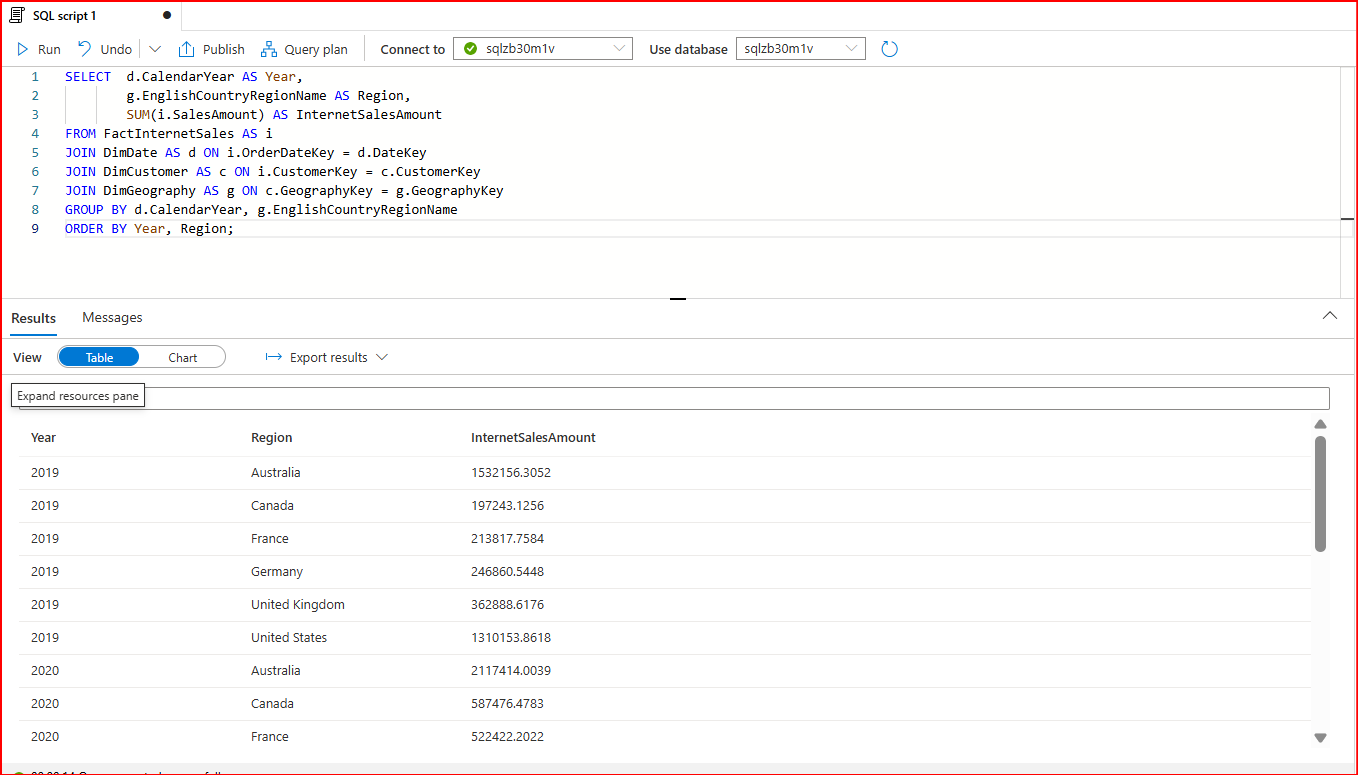 SQL script 1
Run Undo Publish Query plan Connect to sqlzb30m1v Use database sqlzb30m1v
1 SELECT d.CalendarYear AS Year,
2 g.EnglishCountryRegionName AS Region,
3 SUM(i.SalesAmount) AS InternetSalesAmount
4 FROM FactInternetSales AS i
5 JOIN DimDate AS d ON i.OrderDateKey = d.DateKey
6 JOIN DimCustomer AS c ON i.CustomerKey = c.CustomerKey
7 JOIN DimGeography AS g ON c.GeographyKey = g.GeographyKey
8 GROUP BY d.CalendarYear, g.EnglishCountryRegionName
9 ORDER BY Year, Region;
Results Messages
View Table Chart Export results
Expand resources pane
Year Region InternetSalesAmount
2019 Australia 1532156.3052
2019 Canada 197243.1256
2019 France 213817.7584
2019 Germany 246860.5448
2019 United Kingdom 362888.6176
2019 United States 1310153.8618
2020 Australia 2117414.0039
2020 Canada 587476.4783
2020 France 522422.2022